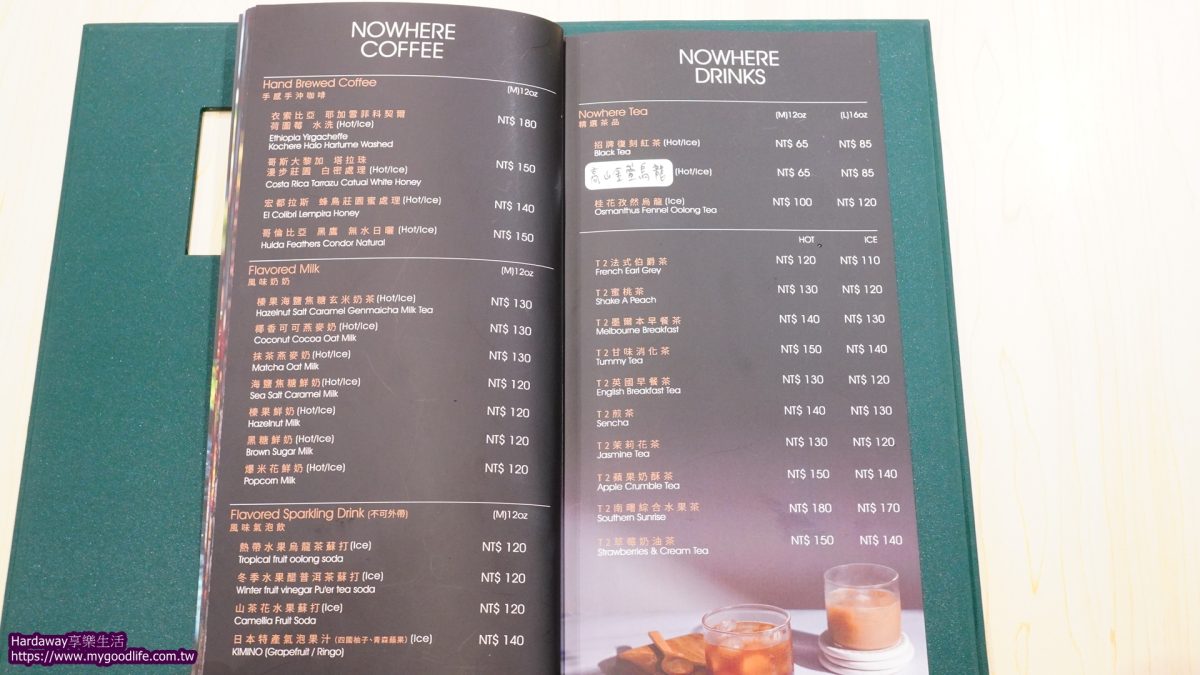 NOWHERE
COFFEE
Hand Brewed Coffee
手感手沖咖啡
(M)12oz
衣索比亞 耶加雪菲科契爾
荷圖莓 水洗(Hot/Ice)
NT$ 180
Ethiopia Yirgacheffe
Kochere Halo Harfume Washed
哥斯大黎加 塔拉珠
漫步莊園 白密處理(Hot/Ice)
NT$ 150
Costa Rica Tarrazu Catual White Honey
宏都拉斯 蜂鳥莊園蜜處理(Hot/Ice)
NT$ 140
El Colibri Lempira Honey
哥倫比亞 黑鷹 無水日曬(Hot/Ice)
NT$ 150
Huida Feathers Condor Natural
Flavored Milk
風味奶奶
(M)12oz
榛果海鹽焦糖玄米奶茶(Hot/Ice)
NT$ 130
Hazelnut Salt Caramel Genmaicha Milk Tea
椰香可可燕麥奶(Hot/Ice)
NT$ 130
Coconut Cocoa Oat Milk
抹茶燕麥奶(Hot/Ice)
NT$ 130
Matcha Oat Milk
海鹽焦糖鮮奶(Hot/Ice)
NT$ 120
Sea Salt Caramel Milk
榛果鮮奶(Hot/Ice)
NT$ 120
Hazelnut Milk
黑糖鮮奶(Hot/Ice)
NT$ 120
Brown Sugar Milk
爆米花鮮奶(Hot/Ice)
NT$ 120
Popcorn Milk
Flavored Sparkling Drink (不可外帶)
風味氣泡飲
(M)12oz
熱帶水果烏龍茶蘇打(Ice)
NT$ 120
Tropical fruit oolong soda
冬季水果醋普洱茶蘇打(Ice)
NT$ 120
Winter fruit vinegar Pu'er tea soda
山茶花水果蘇打(Ice)
NT$ 120
Camellia Fruit Soda
日本特產氣泡果汁(四國柚子・青森蘋果)(Ice)
NT$ 140
KIMINO (Grapefruit / Ringo)
NOWHERE
DRINKS
Nowhere Tea
精選茶品
(M)12oz (L)16oz
招牌復刻紅茶(Hot/Ice)
NT$ 65 NT$ 85
Black Tea
高山金萱烏龍 (Hot/Ice)
NT$ 65 NT$ 85
桂花孜然烏龍(Ice)
NT$ 100 NT$ 120
Osmanthus Fennel Oolong Tea
HOT ICE
T2法式伯爵茶
NT$ 120 NT$ 110
French Earl Grey
T2蜜桃茶
NT$ 130 NT$ 120
Shake A Peach
T2墨爾本早餐茶
NT$ 140 NT$ 130
Melbourne Breakfast
T2甘味消化茶
NT$ 150 NT$ 140
Tummy Tea
T2英國早餐茶
NT$ 130 NT$ 120
English Breakfast Tea
T2煎茶
NT$ 140 NT$ 130
Sencha
T2茉莉花茶
NT$ 130 NT$ 120
Jasmine Tea
T2蘋果奶酥茶
NT$ 150 NT$ 140
Apple Crumble Tea
T2南曙綜合水果茶
NT$ 180 NT$ 170
Southern Sunrise
T2草莓奶油茶
NT$ 150 NT$ 140
Strawberries & Cream Tea
Hardaway享樂生活
https://www.mygoodlife.com.tw